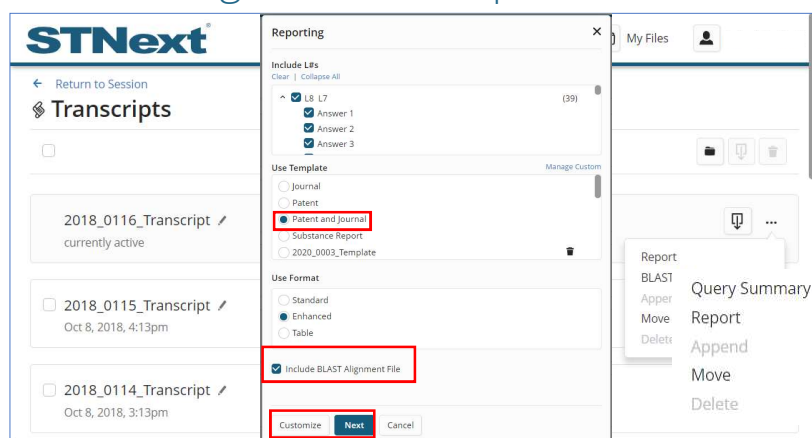 STNext
My Files
Return to Session
Transcripts
2018_0116_Transcript
currently active
2018_0115_Transcript
Oct 8, 2018, 4:13pm
2018_0114_Transcript
Oct 8, 2018, 3:13pm
Reporting
Include L#s
Clear | Collapse All
L8 L7 (39)
Answer 1
Answer 2
Answer 3
Use Template Manage Custom
Journal
Patent
Patent and Journal
Substance Report
2020_0003_Template
Use Format
Standard
Enhanced
Table
Include BLAST Alignment File
Customize Next Cancel
Report
BLAST
Move
Delete
Query Summary
Report
Append
Move
Delete